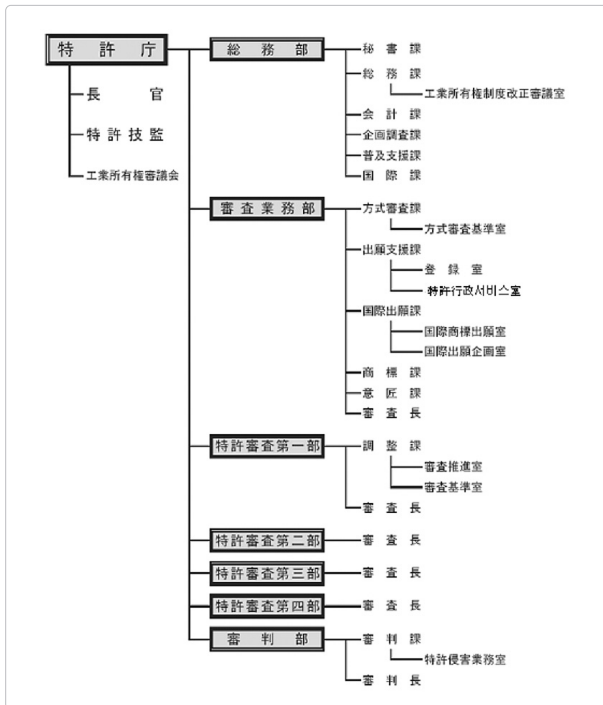 特許庁
長官
特許技監
工業所有権審議会
総務部
秘書課
総務課
工業所有権制度改正審議室
会計課
企画調査課
普及支援課
国際課
審査業務部
方式審査課
方式審査基準室
出願支援課
登録室
特許行政サービス室
国際出願課
国際商標出願室
国際出願企画室
商標課
意匠課
審査長
特許審査第一部
調整課
審査推進室
審査基準室
審査長
特許審査第二部
審査長
特許審査第三部
審査長
特許審査第四部
審査長
審判部
審判課
特許侵害業務室
審判長